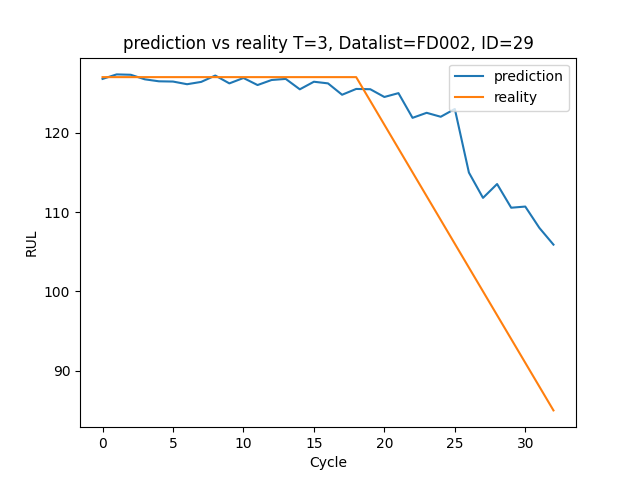 prediction vs reality T=3, Datalist=FD002, ID=29
prediction
reality
120
110
100
90
RUL
0 5 10 15 20 25 30
Cycle